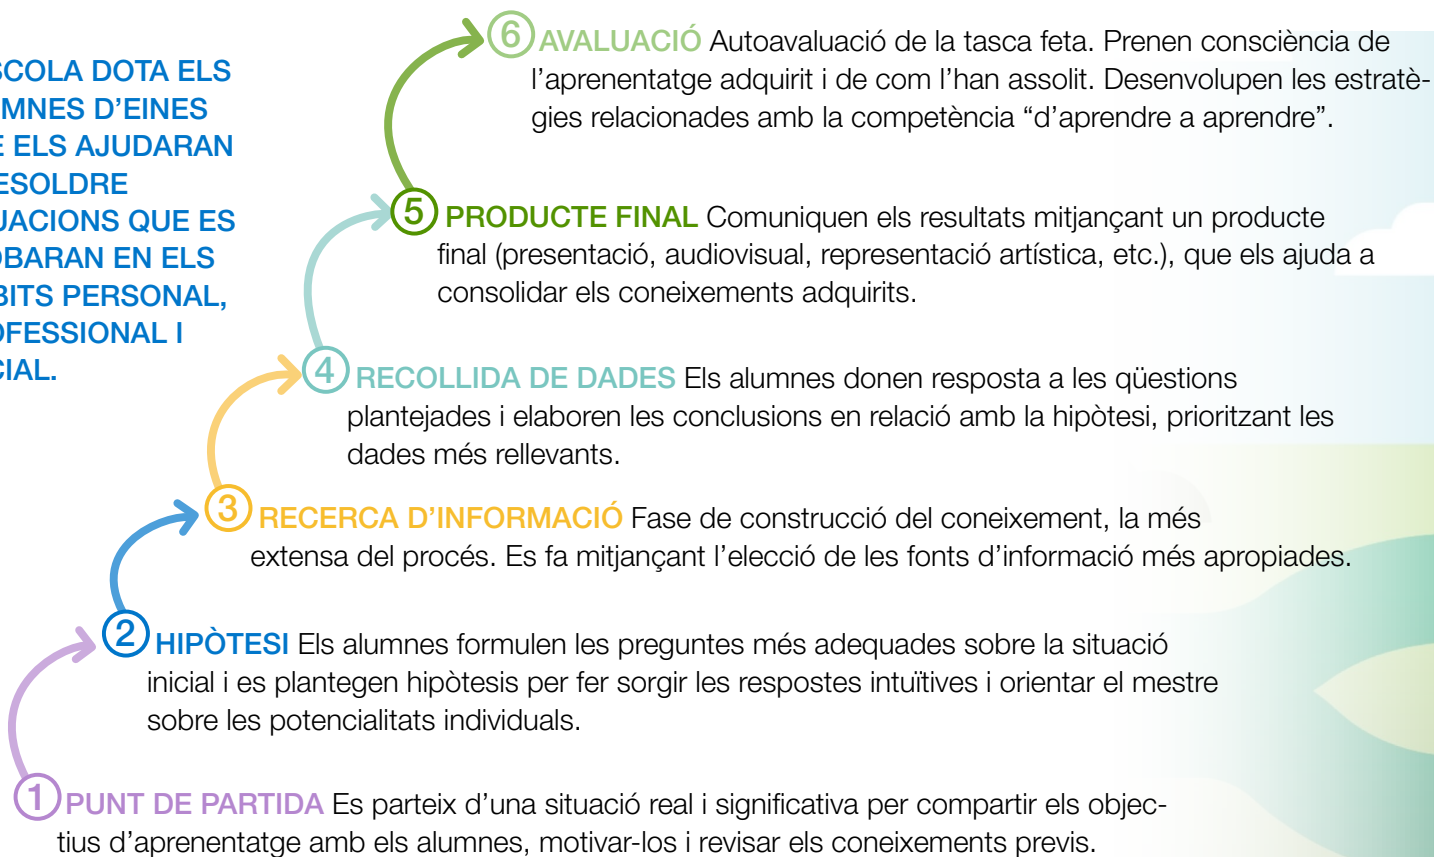 SCOLA DOTA ELS
MNES D’EINES
E ELS AJUDARAN
ESOLDRE
UACIONS QUE ES
OBARAN EN ELS
BITS PERSONAL,
OFESSIONAL I
CIAL.
6 AVALUACIÓ Autoavaluació de la tasca feta. Prenen consciència de
l’aprenentatge adquirit i de com l’han assolit. Desenvolupen les estratè-
gies relacionades amb la competència “d’aprendre a aprendre”.
5 PRODUCTE FINAL Comuniquen els resultats mitjançant un producte
final (presentació, audiovisual, representació artística, etc.), que els ajuda a
consolidar els coneixements adquirits.
4 RECOLLIDA DE DADES Els alumnes donen resposta a les qüestions
plantejades i elaboren les conclusions en relació amb la hipòtesi, prioritzant les
dades més rellevants.
3 RECERCA D’INFORMACIÓ Fase de construcció del coneixement, la més
extensa del procés. Es fa mitjançant l’elecció de les fonts d’informació més apropiades.
2 HIPÒTESI Els alumnes formulen les preguntes més adequades sobre la situació
inicial i es plantegen hipòtesis per fer sorgir les respostes intuïtives i orientar el mestre
sobre les potencialitats individuals.
1 PUNT DE PARTIDA Es parteix d’una situació real i significativa per compartir els objec-
tius d’aprenentatge amb els alumnes, motivar-los i revisar els coneixements previs.